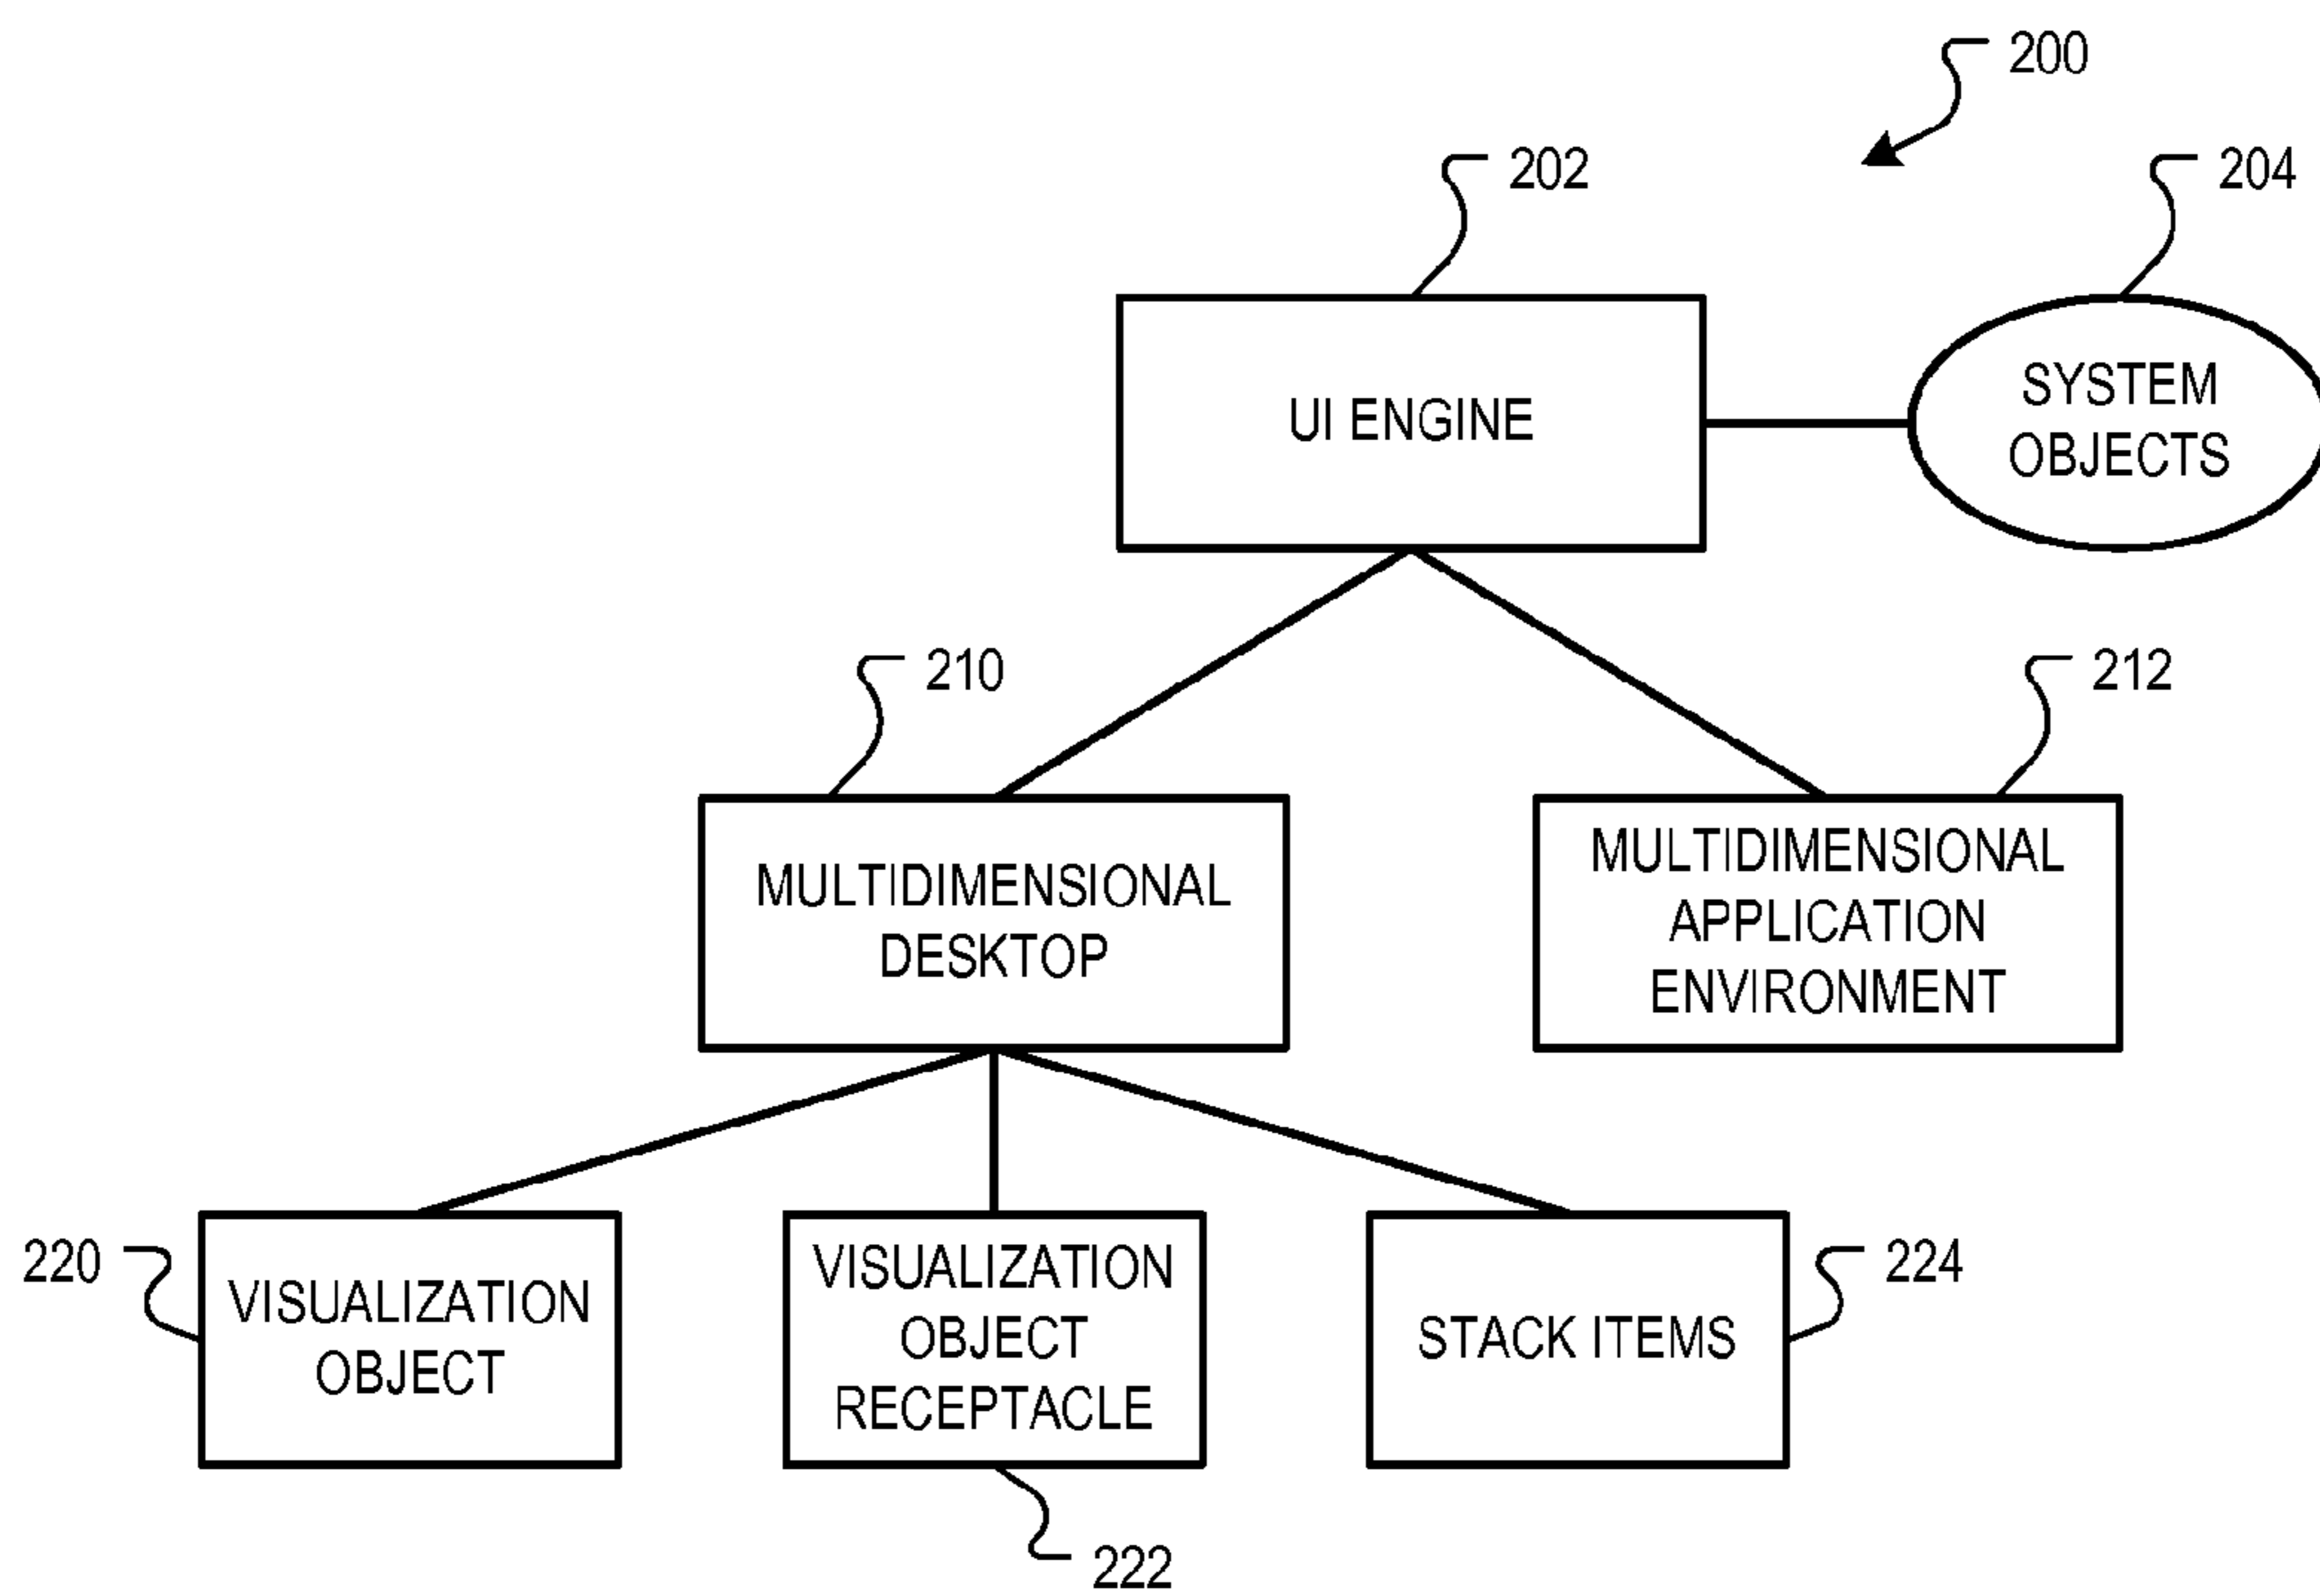 200
202
204
UI ENGINE
SYSTEM
OBJECTS
210
212
MULTIDIMENSIONAL
DESKTOP
MULTIDIMENSIONAL
APPLICATION
ENVIRONMENT
220
VISUALIZATION
OBJECT
VISUALIZATION
OBJECT
RECEPTACLE
STACK ITEMS
224
222